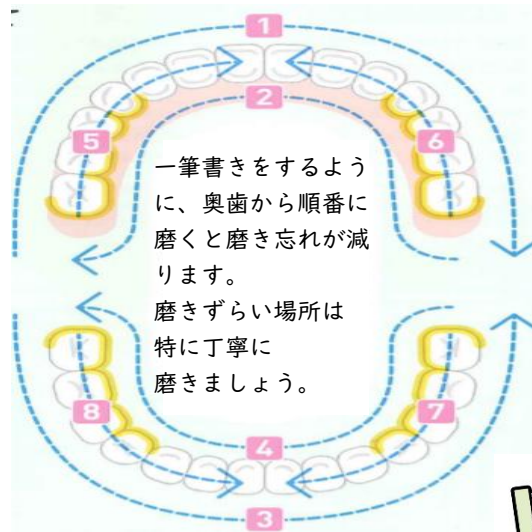 1
2
5
6
一筆書きをするよう
に、奥歯から順番に
磨くと磨き忘れが減
ります。
磨きずらい場所は
特に丁寧に
磨きましょう。
8
7
4
3